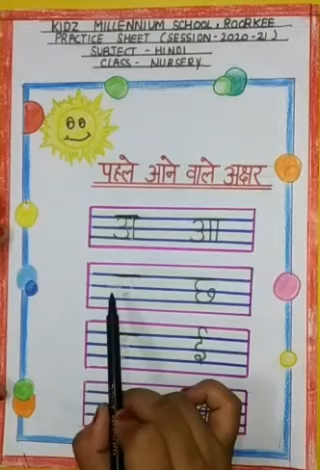 KIDZ MILLENNIUM SCHOOL, ROORKEE
PRACTICE SHEET (SESSION-2020-21)
SUBJECT - HINDI
CLASS - NURSERY
पहले आने वाले अक्षर
अ आ
छ
ई